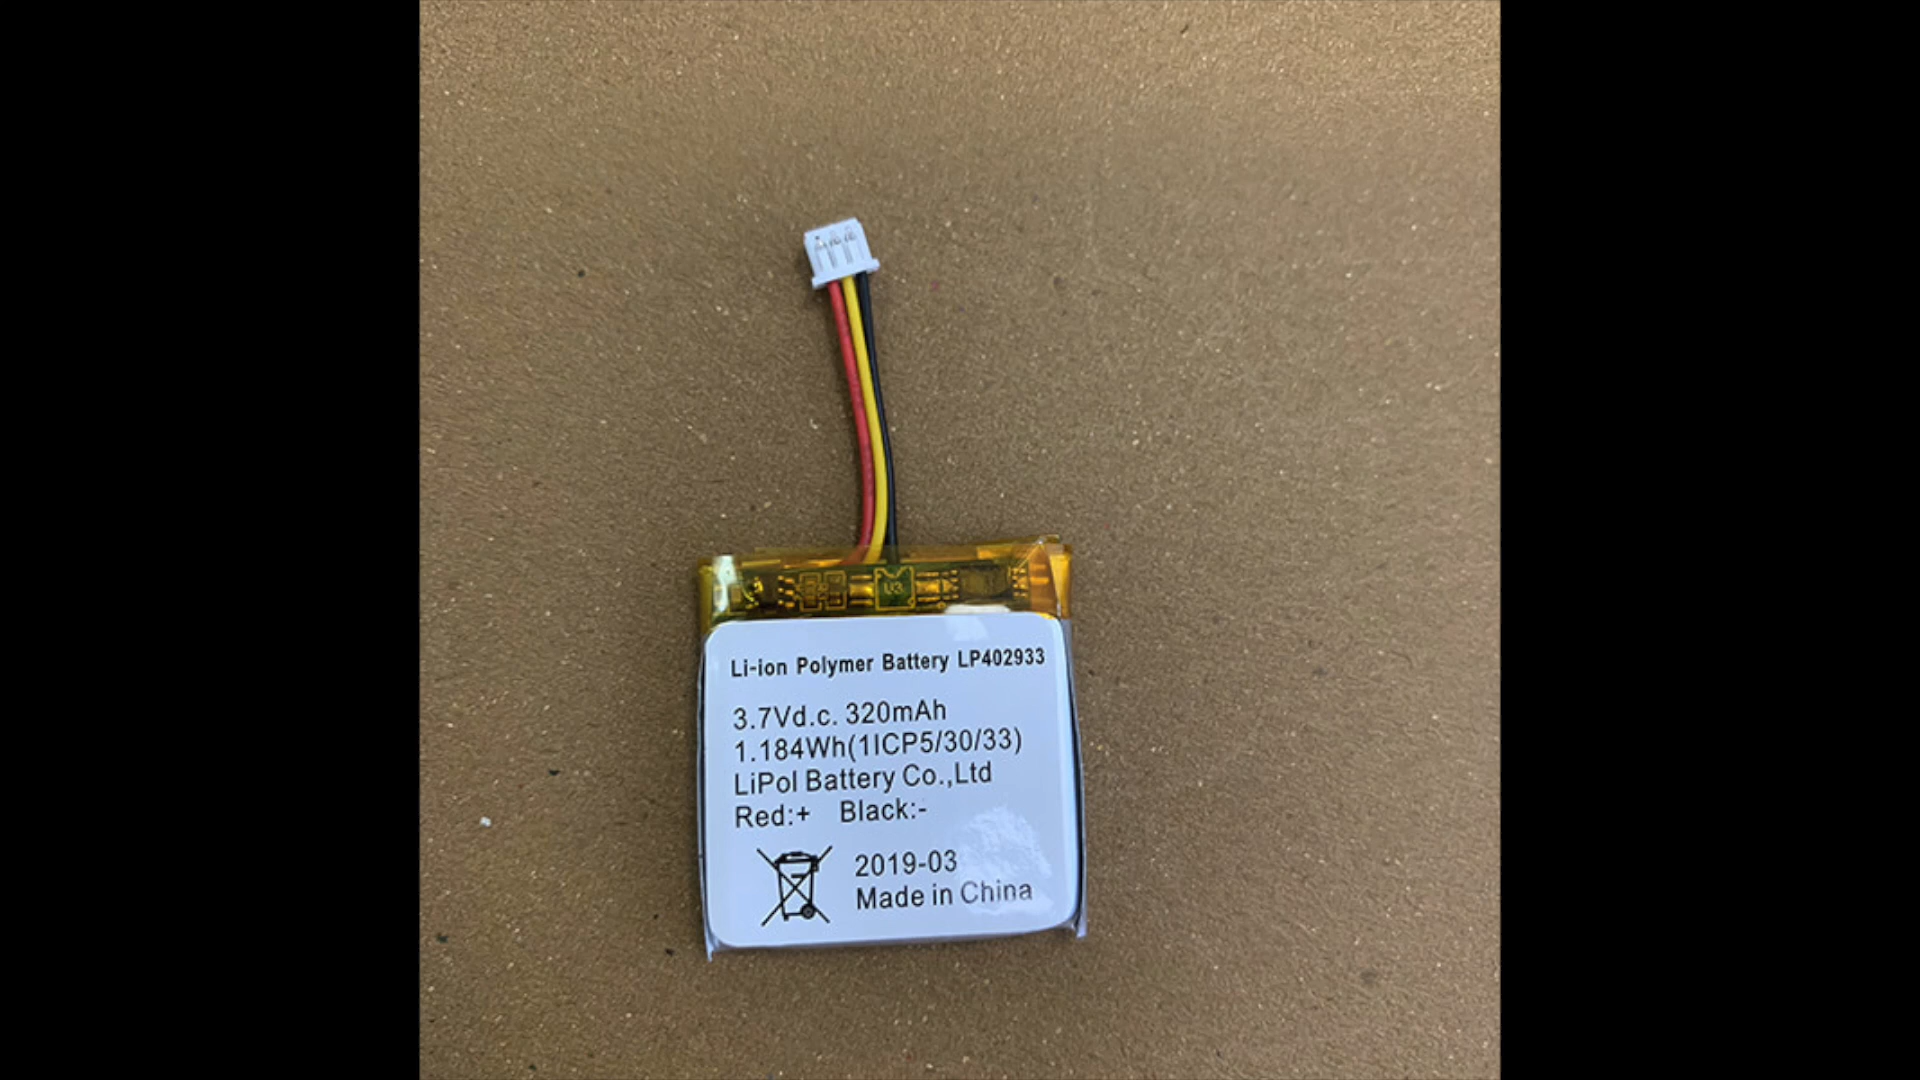 U3
Li-ion Polymer Battery LP402933
3.7Vd.c. 320mAh
1.184Wh(1ICP5/30/33)
LiPol Battery Co.,Ltd
Red:+ Black:-
2019-03
Made in China